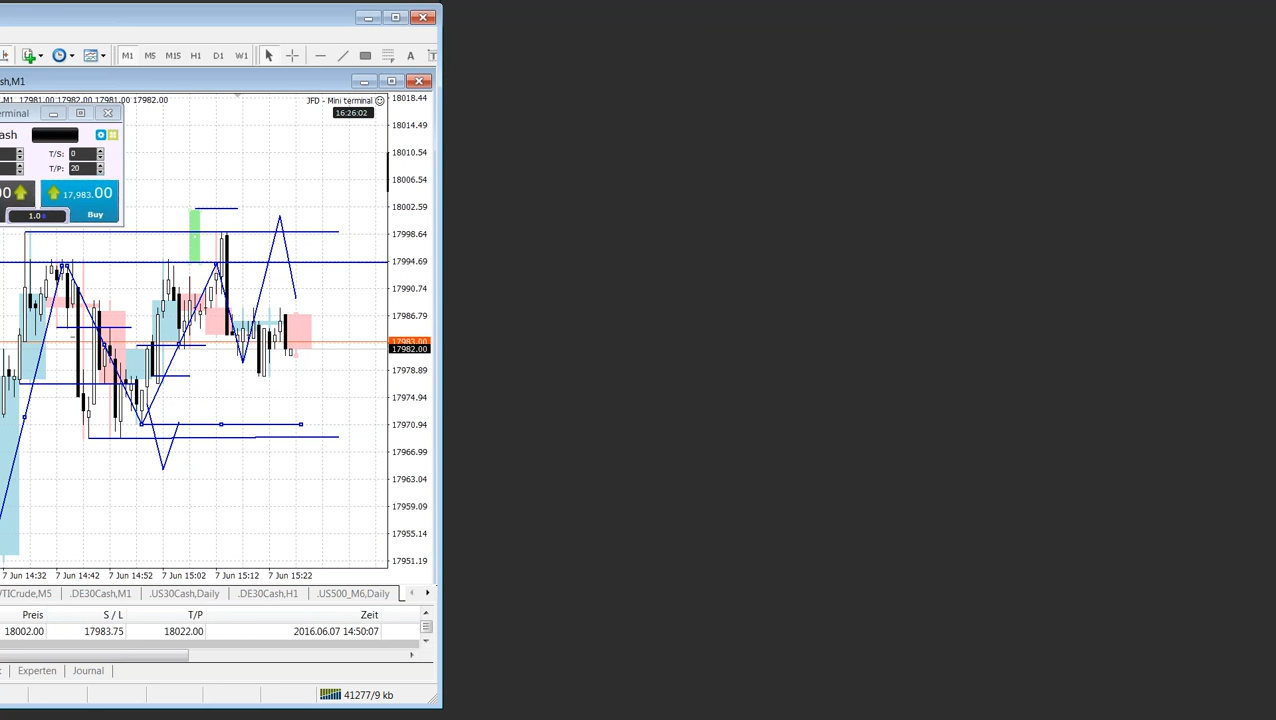 M1 M5 M15 H1 D1 W1 A T
sh,M1
,M1 17981.00 17982.00 17981.00 17982.00
JFD - Mini terminal
16:26:02
erminal
ash
T/S: 0
T/P: 20
00
17,983.00
1.0
Buy
18018.44
18014.49
18010.54
18006.54
18002.59
17998.64
17994.69
17990.74
17986.79
17983.00
17982.00
17978.89
17974.94
17970.94
17966.99
17963.04
17959.09
17955.14
17951.19
7 Jun 14:32 7 Jun 14:42 7 Jun 14:52 7 Jun 15:02 7 Jun 15:12 7 Jun 15:22
TICrude,M5 .DE30Cash,M1 .US30Cash,Daily .DE30Cash,H1 .US500_M6,Daily
Preis S / L T/P Zeit
18002.00 17983.75 18022.00 2016.06.07 14:50:07
Experten Journal
41277/9 kb